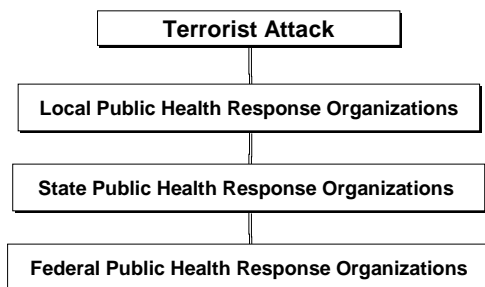 Terrorist Attack
Local Public Health Response Organizations
State Public Health Response Organizations
Federal Public Health Response Organizations